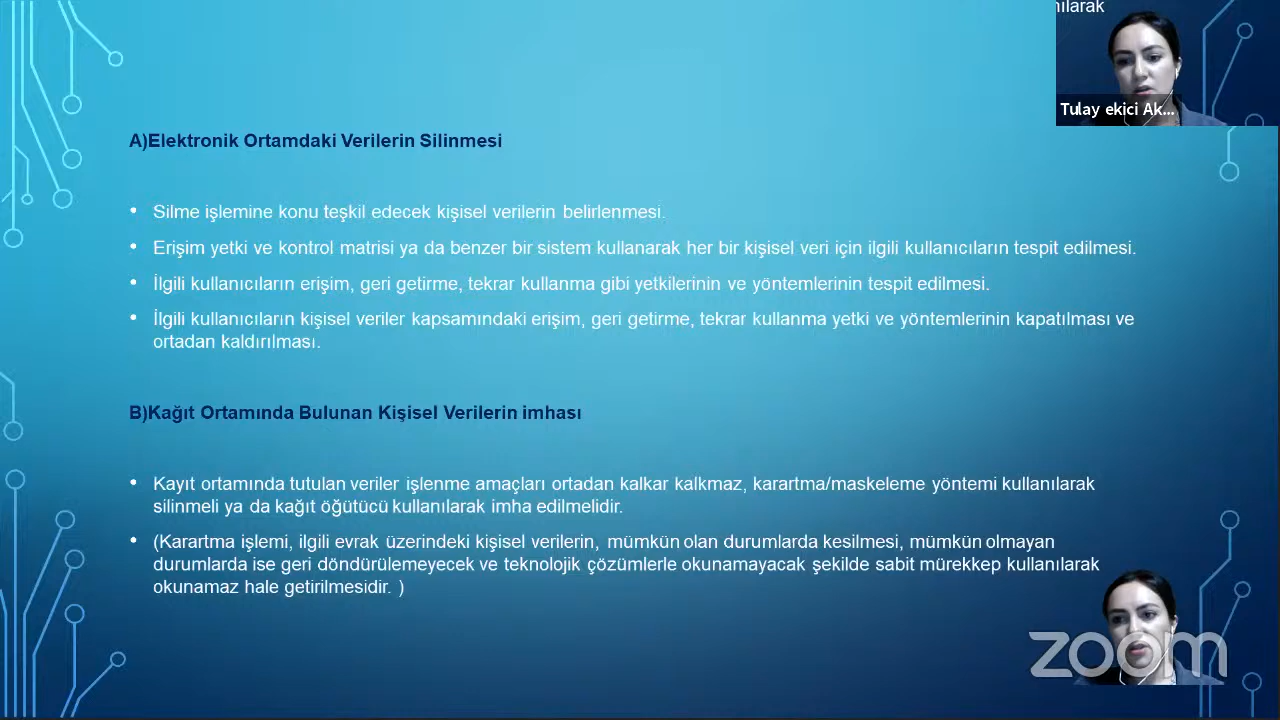 nılarak
Tulay ekici Ak...
A)Elektronik Ortamdaki Verilerin Silinmesi
• Silme işlemine konu teşkil edecek kişisel verilerin belirlenmesi.
• Erişim yetki ve kontrol matrisi ya da benzer bir sistem kullanarak her bir kişisel veri için ilgili kullanıcıların tespit edilmesi.
• İlgili kullanıcıların erişim, geri getirme, tekrar kullanma gibi yetkilerinin ve yöntemlerinin tespit edilmesi.
• İlgili kullanıcıların kişisel veriler kapsamındaki erişim, geri getirme, tekrar kullanma yetki ve yöntemlerinin kapatılması ve
ortadan kaldırılması.
B)Kağıt Ortamında Bulunan Kişisel Verilerin imhası
• Kayıt ortamında tutulan veriler işlenme amaçları ortadan kalkar kalkmaz, karartma/maskeleme yöntemi kullanılarak
silinmeli ya da kağıt öğütücü kullanılarak imha edilmelidir.
• (Karartma işlemi, ilgili evrak üzerindeki kişisel verilerin, mümkün olan durumlarda kesilmesi, mümkün olmayan
durumlarda ise geri döndürülemeyecek ve teknolojik çözümlerle okunamayacak şekilde sabit mürekkep kullanılarak
okunamaz hale getirilmesidir. )
zoom